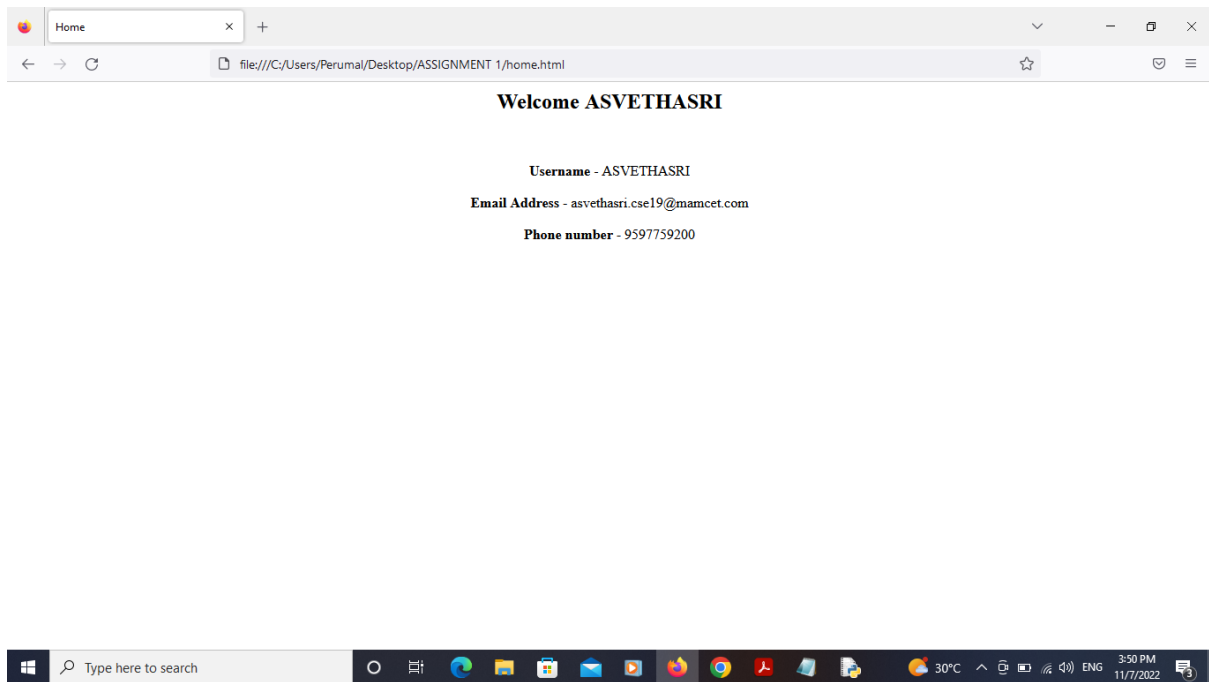 Home
file:///C:/Users/Perumal/Desktop/ASSIGNMENT 1/home.html
Welcome ASVETHASRI
Username - ASVETHASRI
Email Address - asvethasri.cse19@mamcet.com
Phone number - 9597759200
Type here to search
30°C
ENG
3:50 PM
11/7/2022
3